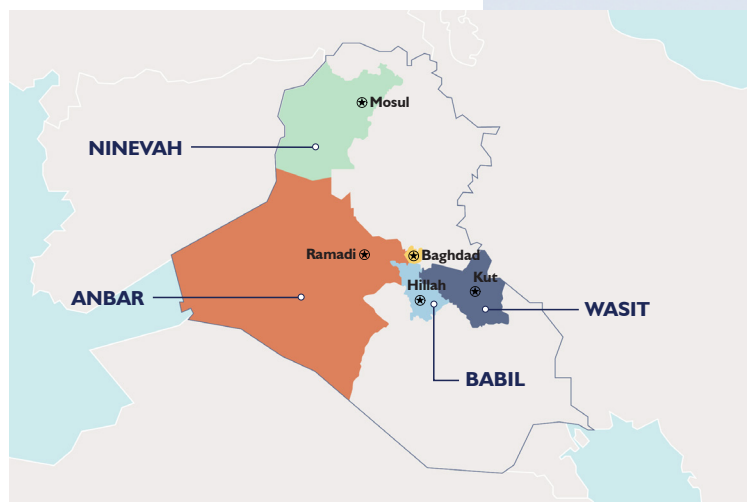 Mosul
NINEVAH
Ramadi
Baghdad
Hillah
Kut
ANBAR
WASIT
BABIL